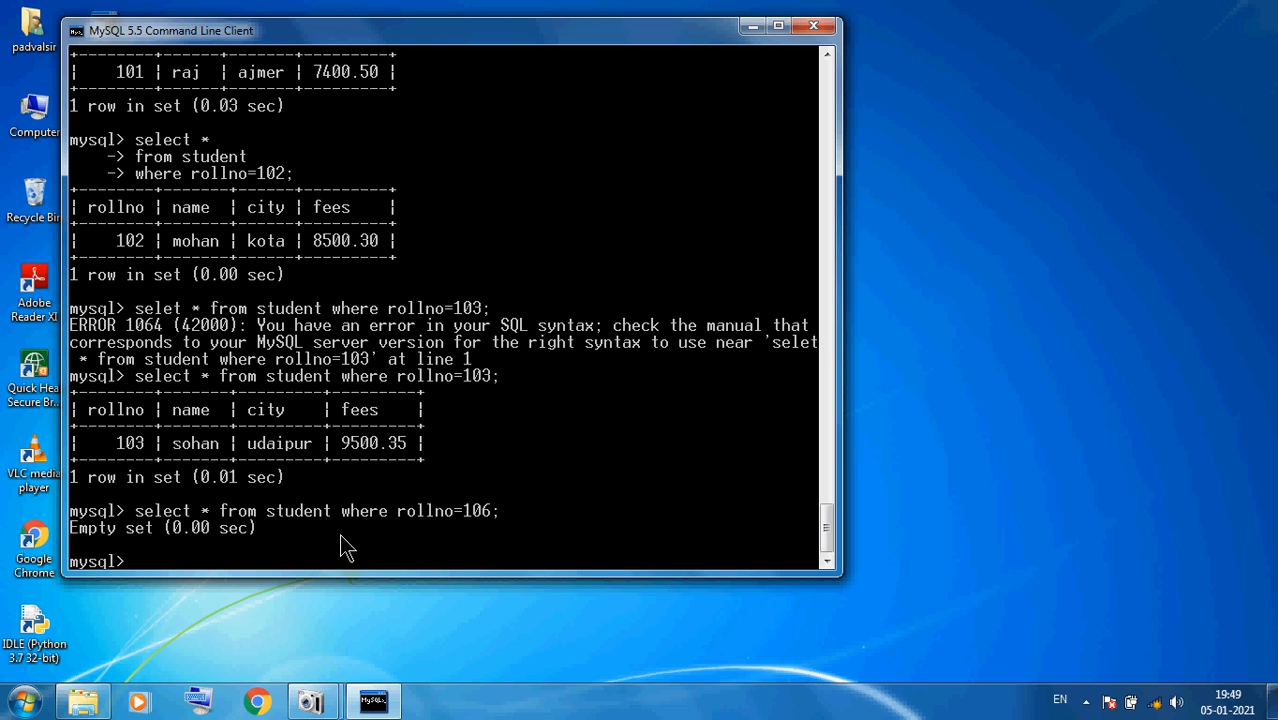 padvalsir
Computer
Recycle Bin
Adobe
Reader XI
Quick Hea
Secure Br...
VLC media
player
Google
Chrome
IDLE (Python
3.7 32-bit)
MySQL 5.5 Command Line Client
+---------+-------+-------+---------+
|    101 | raj   | ajmer | 7400.50 |
+---------+-------+-------+---------+
1 row in set (0.03 sec)
mysql> select *
    -> from student
    -> where rollno=102;
+--------+-------+------+---------+
| rollno | name  | city | fees    |
+--------+-------+------+---------+
|    102 | mohan | kota | 8500.30 |
+--------+-------+------+---------+
1 row in set (0.00 sec)
mysql> selet * from student where rollno=103;
ERROR 1064 (42000): You have an error in your SQL syntax; check the manual that
corresponds to your MySQL server version for the right syntax to use near 'selet
 * from student where rollno=103' at line 1
mysql> select * from student where rollno=103;
+--------+-------+---------+---------+
| rollno | name  | city    | fees    |
+--------+-------+---------+---------+
|    103 | sohan | udaipur | 9500.35 |
+--------+-------+---------+---------+
1 row in set (0.01 sec)
mysql> select * from student where rollno=106;
Empty set (0.00 sec)
mysql>
EN
19:49
05-01-2021